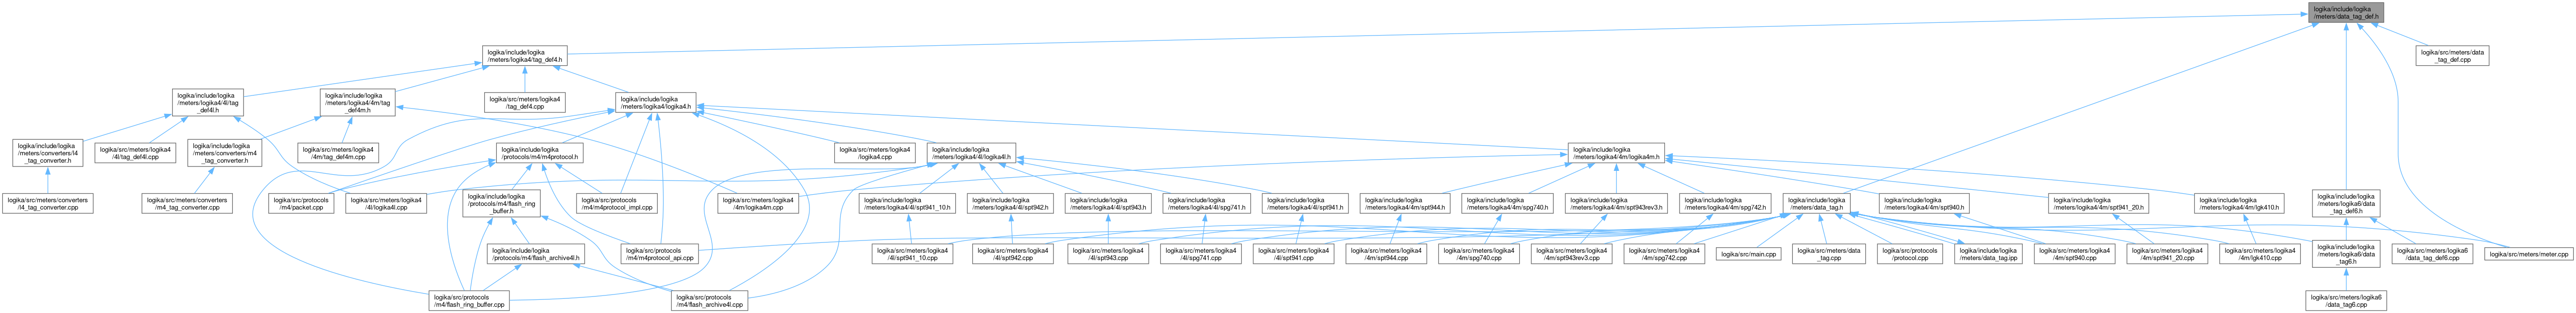 logika/include/logika
/meters/data_tag_def.h
logika/include/logika
/meters/logika4/tag_def4.h
logika/src/meters/data
_tag_def.cpp
logika/include/logika
/meters/logika4/4l/tag
_def4l.h
logika/include/logika
/meters/logika4/4m/tag
_def4m.h
logika/src/meters/logika4
/tag_def4.cpp
logika/include/logika
/meters/logika4/logika4.h
logika/include/logika
/meters/converters/l4
_tag_converter.h
logika/src/meters/logika4
/4l/tag_def4l.cpp
logika/include/logika
/meters/converters/m4
_tag_converter.h
logika/src/meters/logika4
/4m/tag_def4m.cpp
logika/include/logika
/protocols/m4/m4protocol.h
logika/src/meters/logika4
/logika4.cpp
logika/include/logika
/meters/logika4/4l/logika4l.h
logika/include/logika
/meters/logika4/4m/logika4m.h
logika/src/meters/converters
/l4_tag_converter.cpp
logika/src/meters/converters
/m4_tag_converter.cpp
logika/src/protocols
/m4/packet.cpp
logika/src/meters/logika4
/4l/logika4l.cpp
logika/include/logika
/protocols/m4/flash_ring
_buffer.h
logika/src/protocols
/m4/m4protocol_impl.cpp
logika/src/meters/logika4
/4m/logika4m.cpp
logika/include/logika
/meters/logika4/4l/spt941_10.h
logika/include/logika
/meters/logika4/4l/spt942.h
logika/include/logika
/meters/logika4/4l/spt943.h
logika/include/logika
/meters/logika4/4l/spg741.h
logika/include/logika
/meters/logika4/4l/spt941.h
logika/include/logika
/meters/logika4/4m/spt944.h
logika/include/logika
/meters/logika4/4m/spg740.h
logika/include/logika
/meters/logika4/4m/spt943rev3.h
logika/include/logika
/meters/logika4/4m/spg742.h
logika/include/logika
/meters/data_tag.h
logika/include/logika
/meters/logika4/4m/spt940.h
logika/include/logika
/meters/logika4/4m/spt941_20.h
logika/include/logika
/meters/logika4/4m/lgk410.h
logika/include/logika
/meters/logika6/data
_tag_def6.h
logika/include/logika
/protocols/m4/flash_archive4l.h
logika/src/protocols
/m4/m4protocol_api.cpp
logika/src/meters/logika4
/4l/spt941_10.cpp
logika/src/meters/logika4
/4l/spt942.cpp
logika/src/meters/logika4
/4l/spt943.cpp
logika/src/meters/logika4
/4l/spg741.cpp
logika/src/meters/logika4
/4l/spt941.cpp
logika/src/meters/logika4
/4m/spt944.cpp
logika/src/meters/logika4
/4m/spg740.cpp
logika/src/meters/logika4
/4m/spt943rev3.cpp
logika/src/meters/logika4
/4m/spg742.cpp
logika/src/main.cpp
logika/src/meters/data
_tag.cpp
logika/src/protocols
/protocol.cpp
logika/include/logika
/meters/data_tag.ipp
logika/src/meters/logika4
/4m/spt940.cpp
logika/src/meters/logika4
/4m/spt941_20.cpp
logika/src/meters/logika4
/4m/lgk410.cpp
logika/include/logika
/meters/logika6/data
_tag6.h
logika/src/meters/logika6
/data_tag_def6.cpp
logika/src/meters/meter.cpp
logika/src/protocols
/m4/flash_ring_buffer.cpp
logika/src/protocols
/m4/flash_archive4l.cpp
logika/src/meters/logika6
/data_tag6.cpp